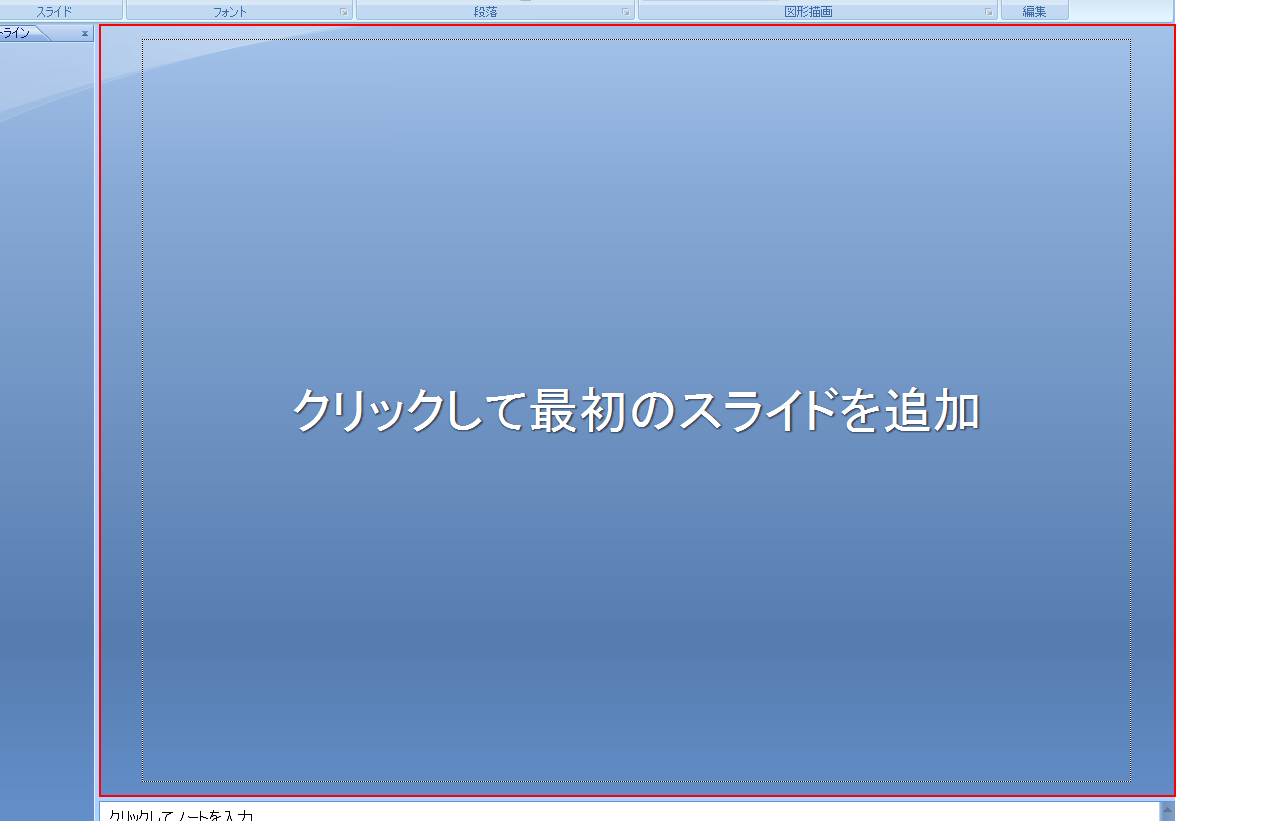 スライド
フォント
段落
図形描画
編集
ライン
クリックして最初のスライドを追加
クリックしてノートを入力